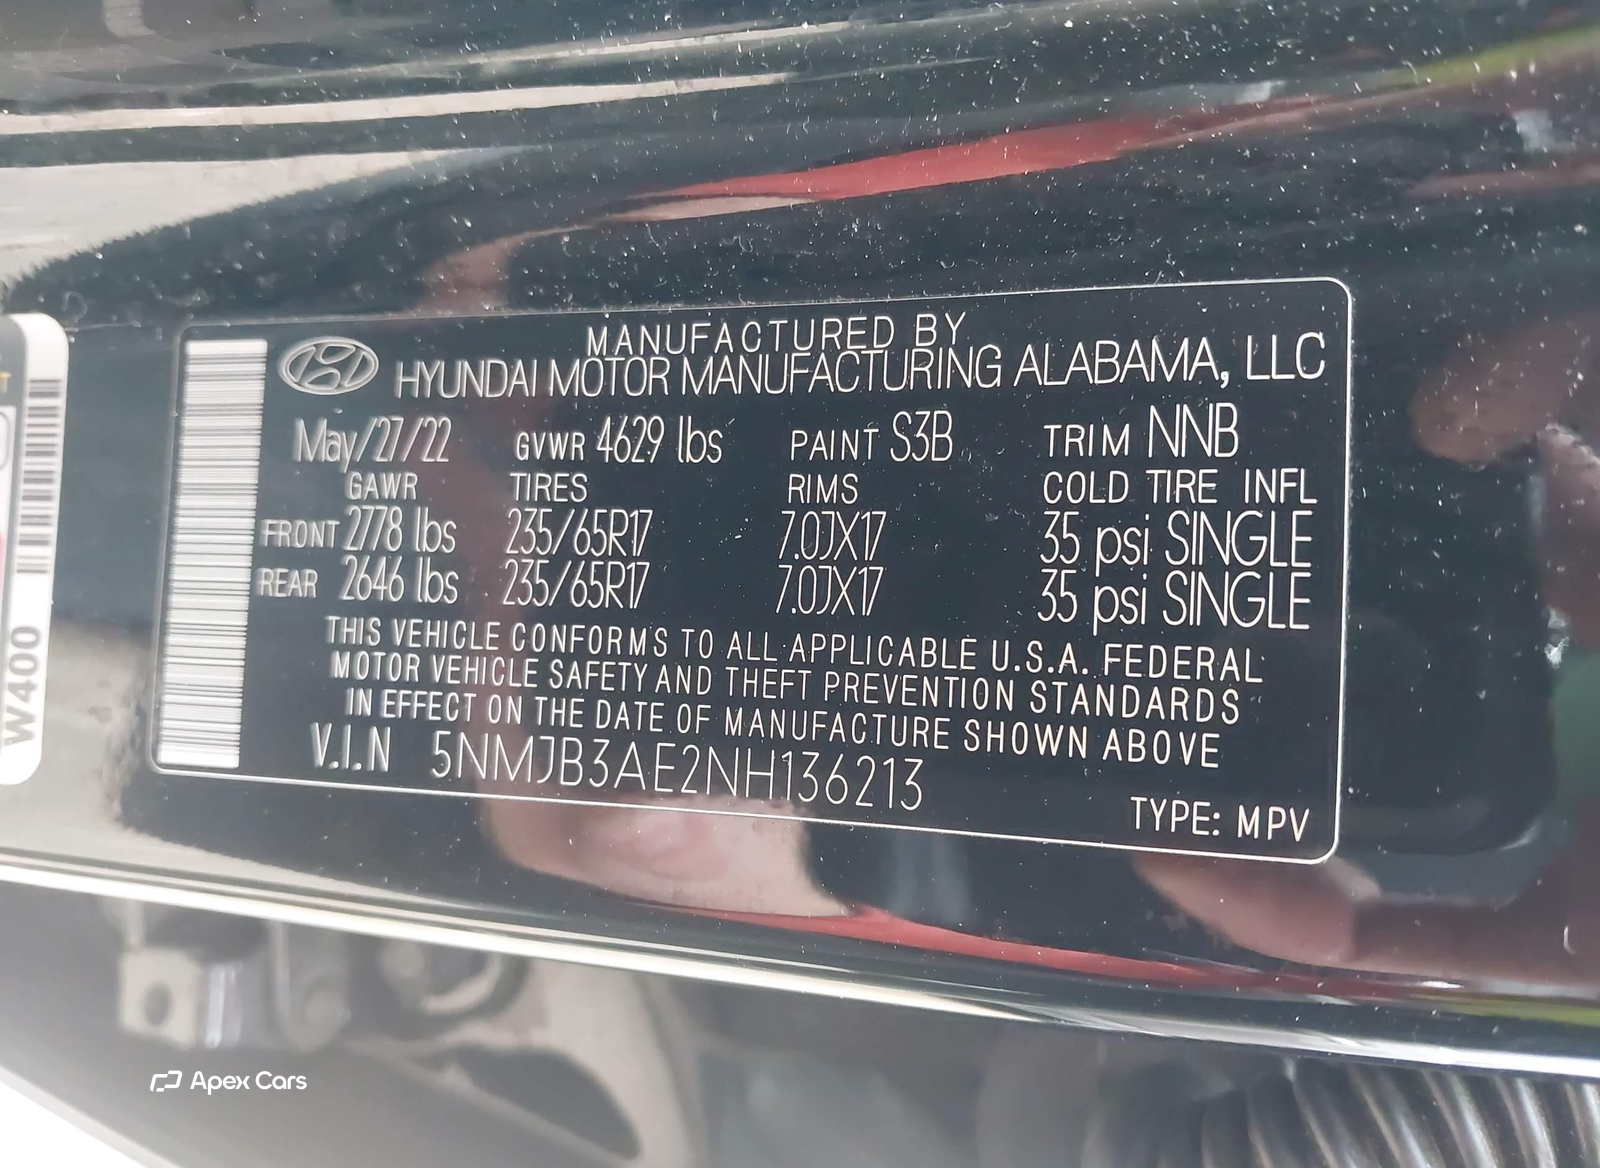 MANUFACTURED BY
HYUNDAI MOTOR MANUFACTURING ALABAMA, LLC
May/27/22 GVWR 4629 lbs PAINT S3B TRIM NNB
GAWR TIRES RIMS COLD TIRE INFL
FRONT 2778 lbs 235/65R17 7.0JX17 35 psi SINGLE
REAR 2646 lbs 235/65R17 7.0JX17 35 psi SINGLE
THIS VEHICLE CONFORMS TO ALL APPLICABLE U.S.A. FEDERAL
MOTOR VEHICLE SAFETY AND THEFT PREVENTION STANDARDS
IN EFFECT ON THE DATE OF MANUFACTURE SHOWN ABOVE
V.I.N 5NMJB3AE2NH136213
TYPE: MPV
W400
Apex Cars